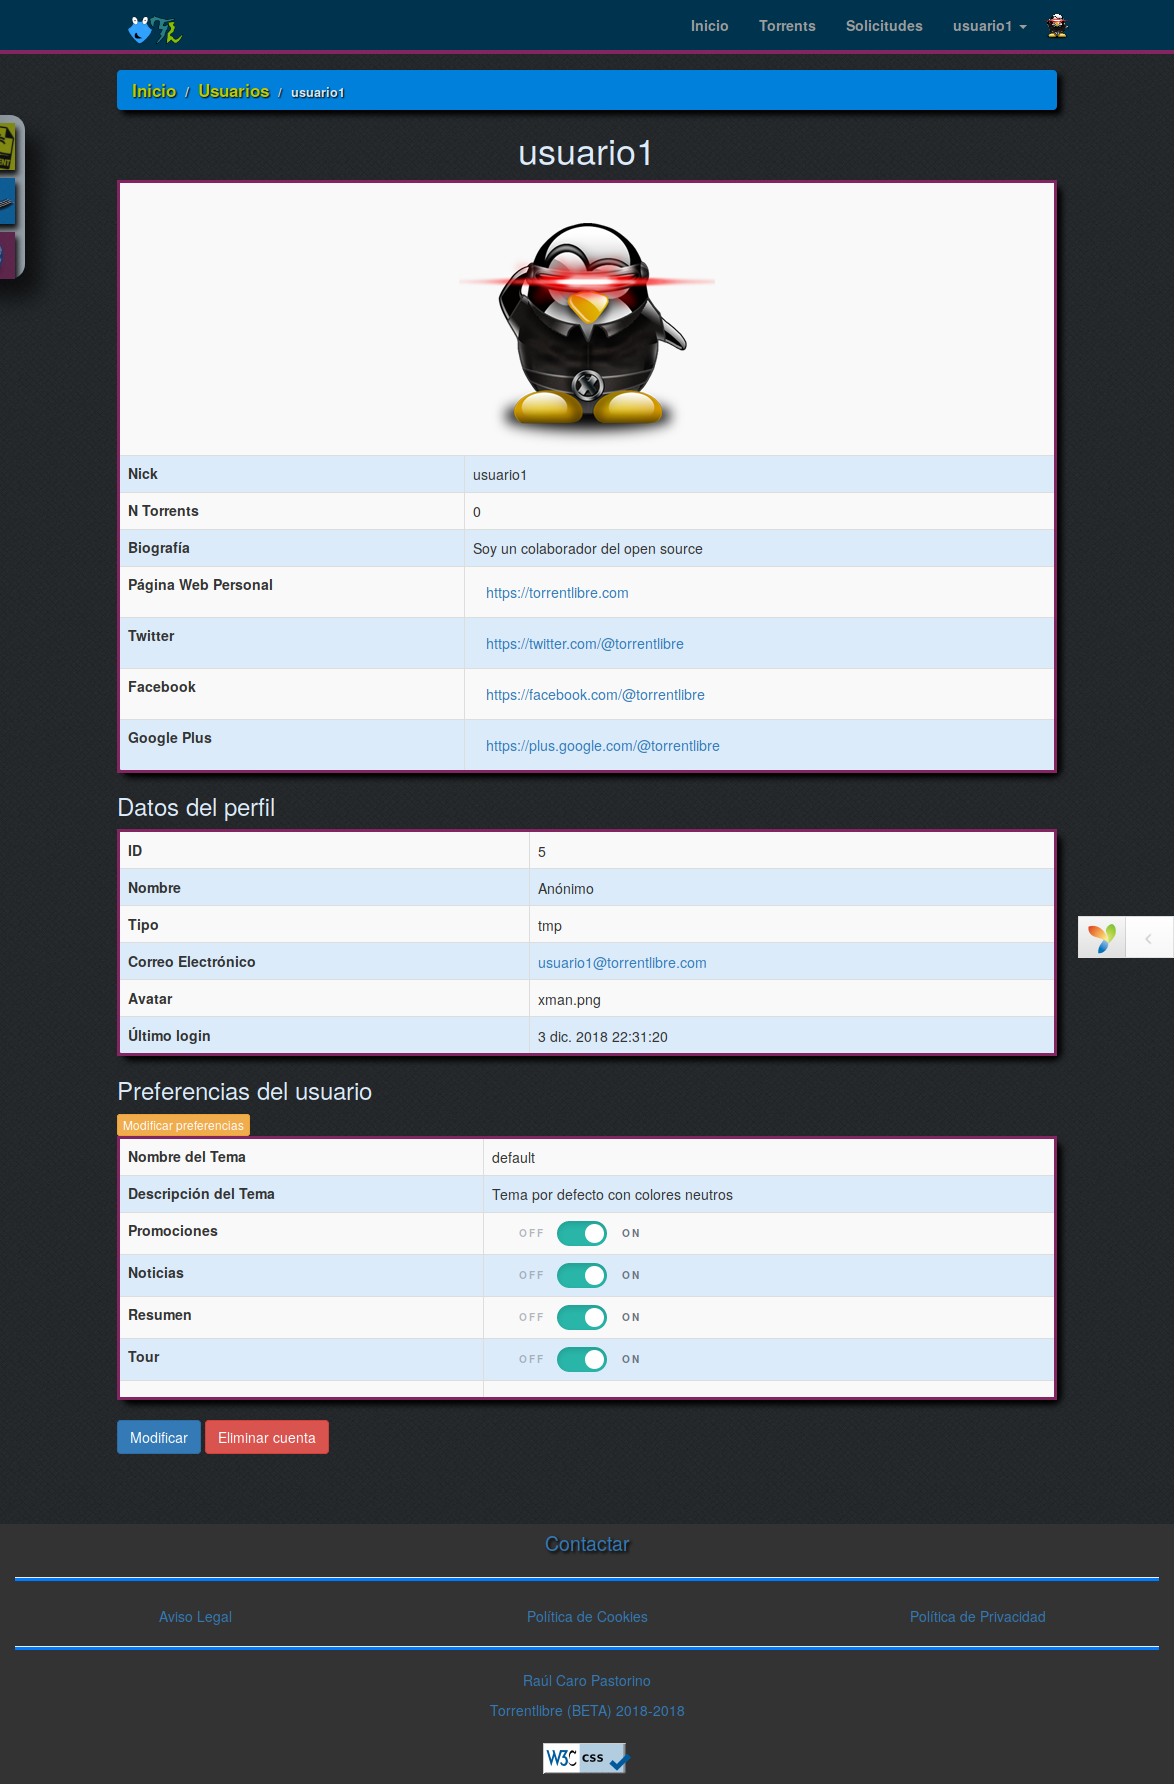 Inicio Torrents Solicitudes usuario1
Inicio / Usuarios / usuario1
usuario1
Nick usuario1
N Torrents 0
Biografía Soy un colaborador del open source
Página Web Personal https://torrentlibre.com
Twitter https://twitter.com/@torrentlibre
Facebook https://facebook.com/@torrentlibre
Google Plus https://plus.google.com/@torrentlibre
Datos del perfil
ID 5
Nombre Anónimo
Tipo tmp
Correo Electrónico usuario1@torrentlibre.com
Avatar xman.png
Último login 3 dic. 2018 22:31:20
Preferencias del usuario
Modificar preferencias
Nombre del Tema default
Descripción del Tema Tema por defecto con colores neutros
Promociones OFF ON
Noticias OFF ON
Resumen OFF ON
Tour OFF ON
Modificar Eliminar cuenta
Contactar
Aviso Legal Política de Cookies Política de Privacidad
Raúl Caro Pastorino
Torrentlibre (BETA) 2018-2018
W3C css